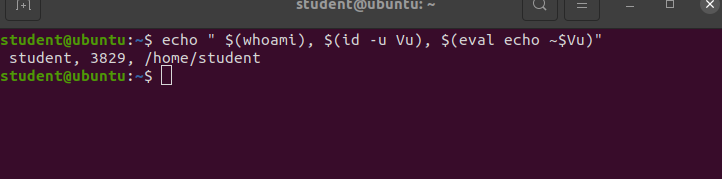 student@ubuntu: ~
student@ubuntu:~$ echo " $(whoami), $(id -u Vu), $(eval echo ~$Vu)"
 student, 3829, /home/student
student@ubuntu:~$